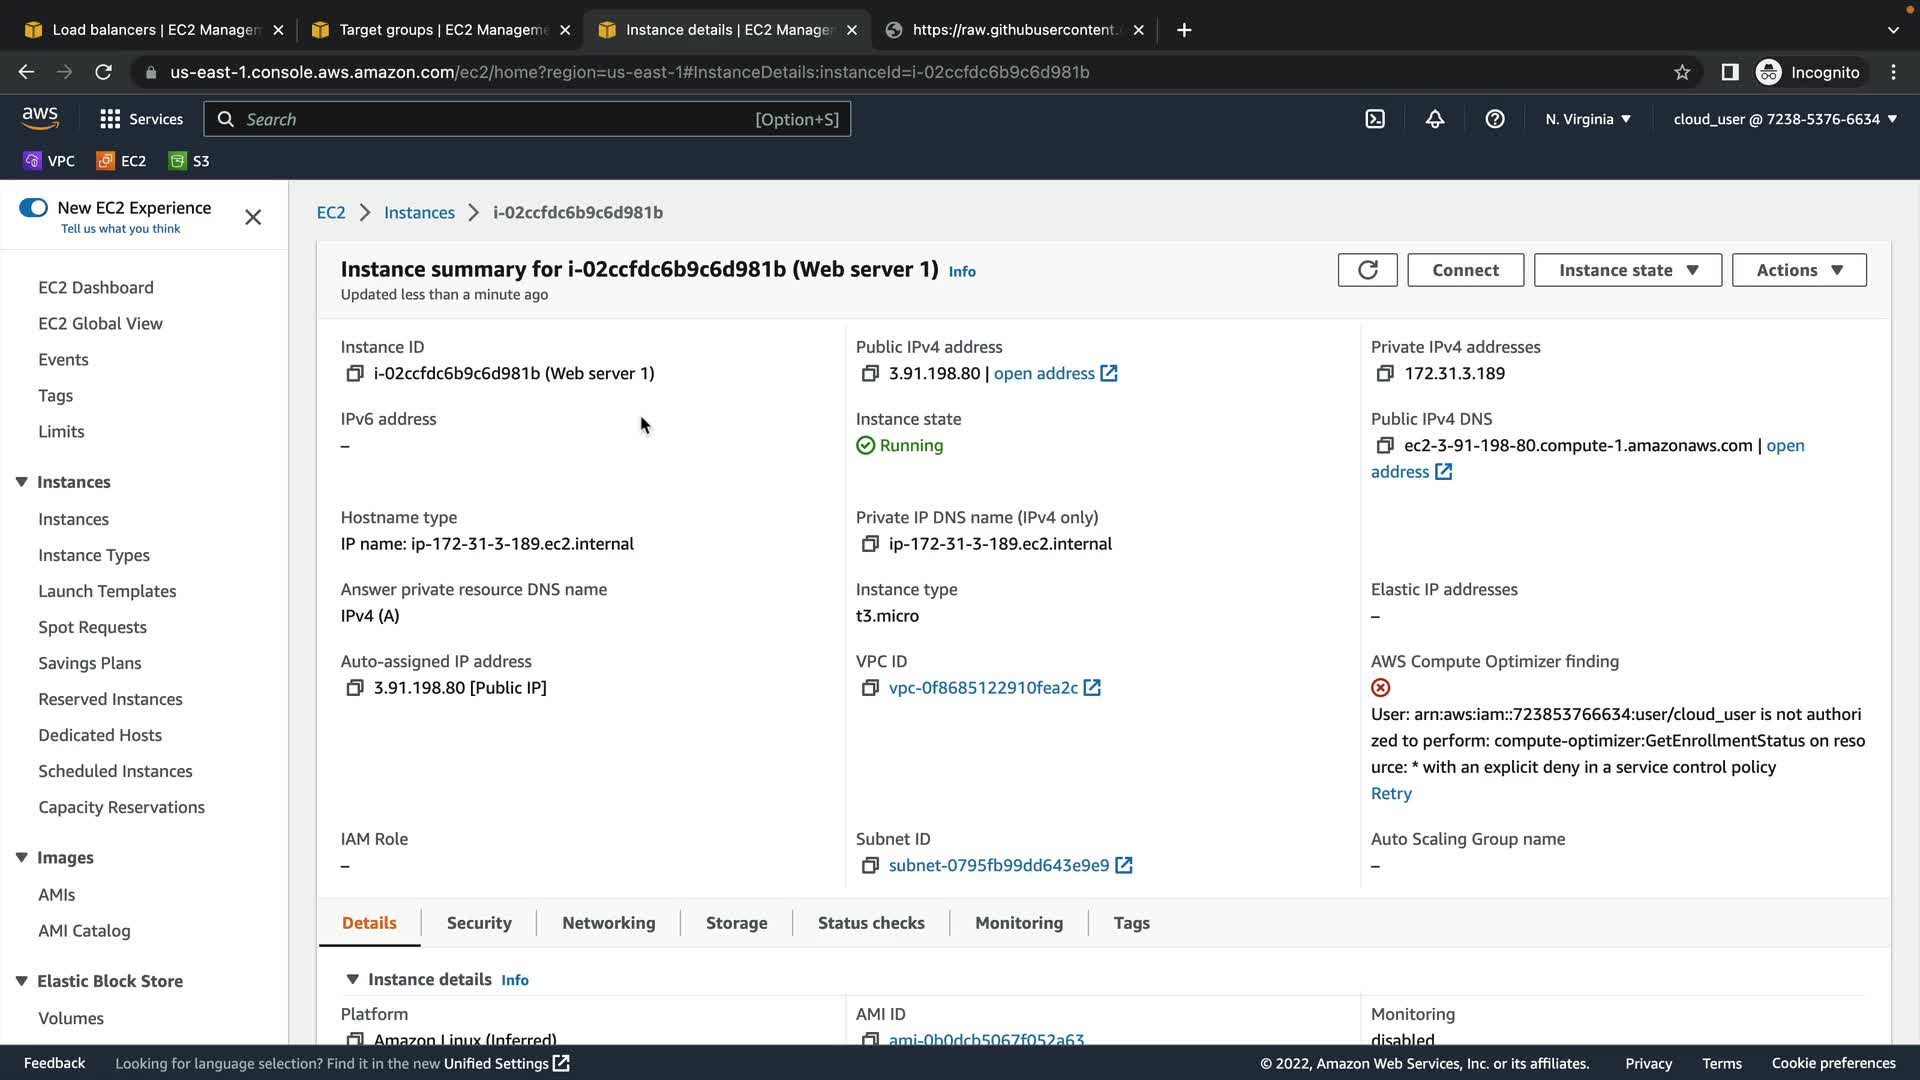 Load balancers | EC2 Managem
Target groups | EC2 Manageme
Instance details | EC2 Manager
https://raw.githubusercontent.
us-east-1.console.aws.amazon.com/ec2/home?region=us-east-1#InstanceDetails:instanceId=i-02ccfdc6b9c6d981b
Incognito
aws
Services
Search
[Option+S]
N. Virginia
cloud_user @ 7238-5376-6634
VPC
EC2
S3
New EC2 Experience
Tell us what you think
EC2 Dashboard
EC2 Global View
Events
Tags
Limits
Instances
Instances
Instance Types
Launch Templates
Spot Requests
Savings Plans
Reserved Instances
Dedicated Hosts
Scheduled Instances
Capacity Reservations
Images
AMIs
AMI Catalog
Elastic Block Store
Volumes
EC2 > Instances > i-02ccfdc6b9c6d981b
Instance summary for i-02ccfdc6b9c6d981b (Web server 1) Info
Updated less than a minute ago
Connect
Instance state
Actions
Instance ID
i-02ccfdc6b9c6d981b (Web server 1)
Public IPv4 address
3.91.198.80 | open address
Private IPv4 addresses
172.31.3.189
IPv6 address
–
Instance state
Running
Public IPv4 DNS
ec2-3-91-198-80.compute-1.amazonaws.com | open
address
Hostname type
IP name: ip-172-31-3-189.ec2.internal
Private IP DNS name (IPv4 only)
ip-172-31-3-189.ec2.internal
Answer private resource DNS name
IPv4 (A)
Instance type
t3.micro
Elastic IP addresses
–
Auto-assigned IP address
3.91.198.80 [Public IP]
VPC ID
vpc-0f8685122910fea2c
AWS Compute Optimizer finding
User: arn:aws:iam::723853766634:user/cloud_user is not authori
zed to perform: compute-optimizer:GetEnrollmentStatus on reso
urce: * with an explicit deny in a service control policy
Retry
IAM Role
–
Subnet ID
subnet-0795fb99dd643e9e9
Auto Scaling Group name
–
Details
Security
Networking
Storage
Status checks
Monitoring
Tags
Instance details Info
Platform
Amazon Linux (Inferred)
AMI ID
ami-0b0dcb5067f052a63
Monitoring
disabled
Feedback
Looking for language selection? Find it in the new Unified Settings
© 2022, Amazon Web Services, Inc. or its affiliates.
Privacy
Terms
Cookie preferences